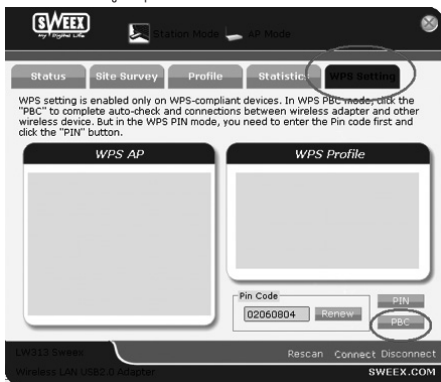 SWEEX
my digital life
Station Mode AP Mode
Status Site Survey Profile Statistics WPS Setting
WPS setting is enabled only on WPS-compliant devices. In WPS PBC mode, click the
"PBC" to complete auto-check and connections between wireless adapter and other
wireless device. But in the WPS PIN mode, you need to enter the Pin code first and
click the "PIN" button.
WPS AP WPS Profile
Pin Code
02060804 Renew PIN
PBC
LW313 Sweex
Rescan Connect Disconnect
Wireless LAN USB2.0 Adapter SWEEX.COM